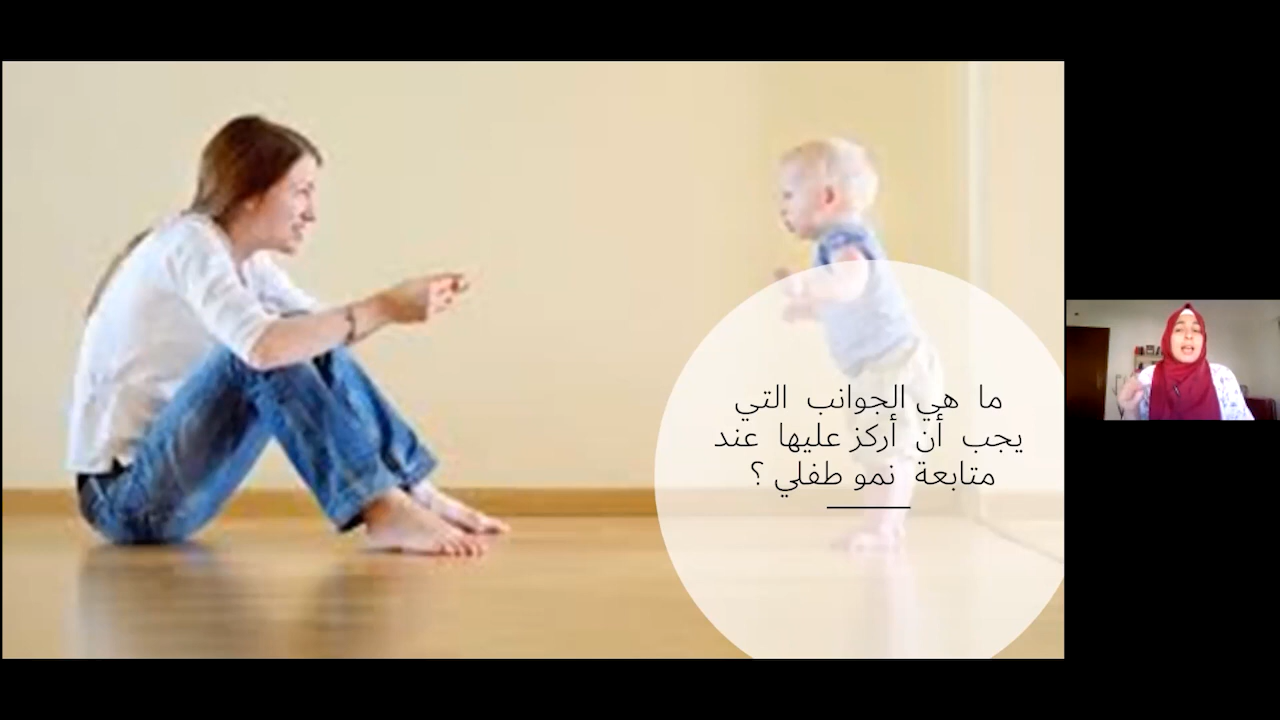 ما هي الجوانب التي
يجب أن أركز عليها عند
متابعة نمو طفلي ؟